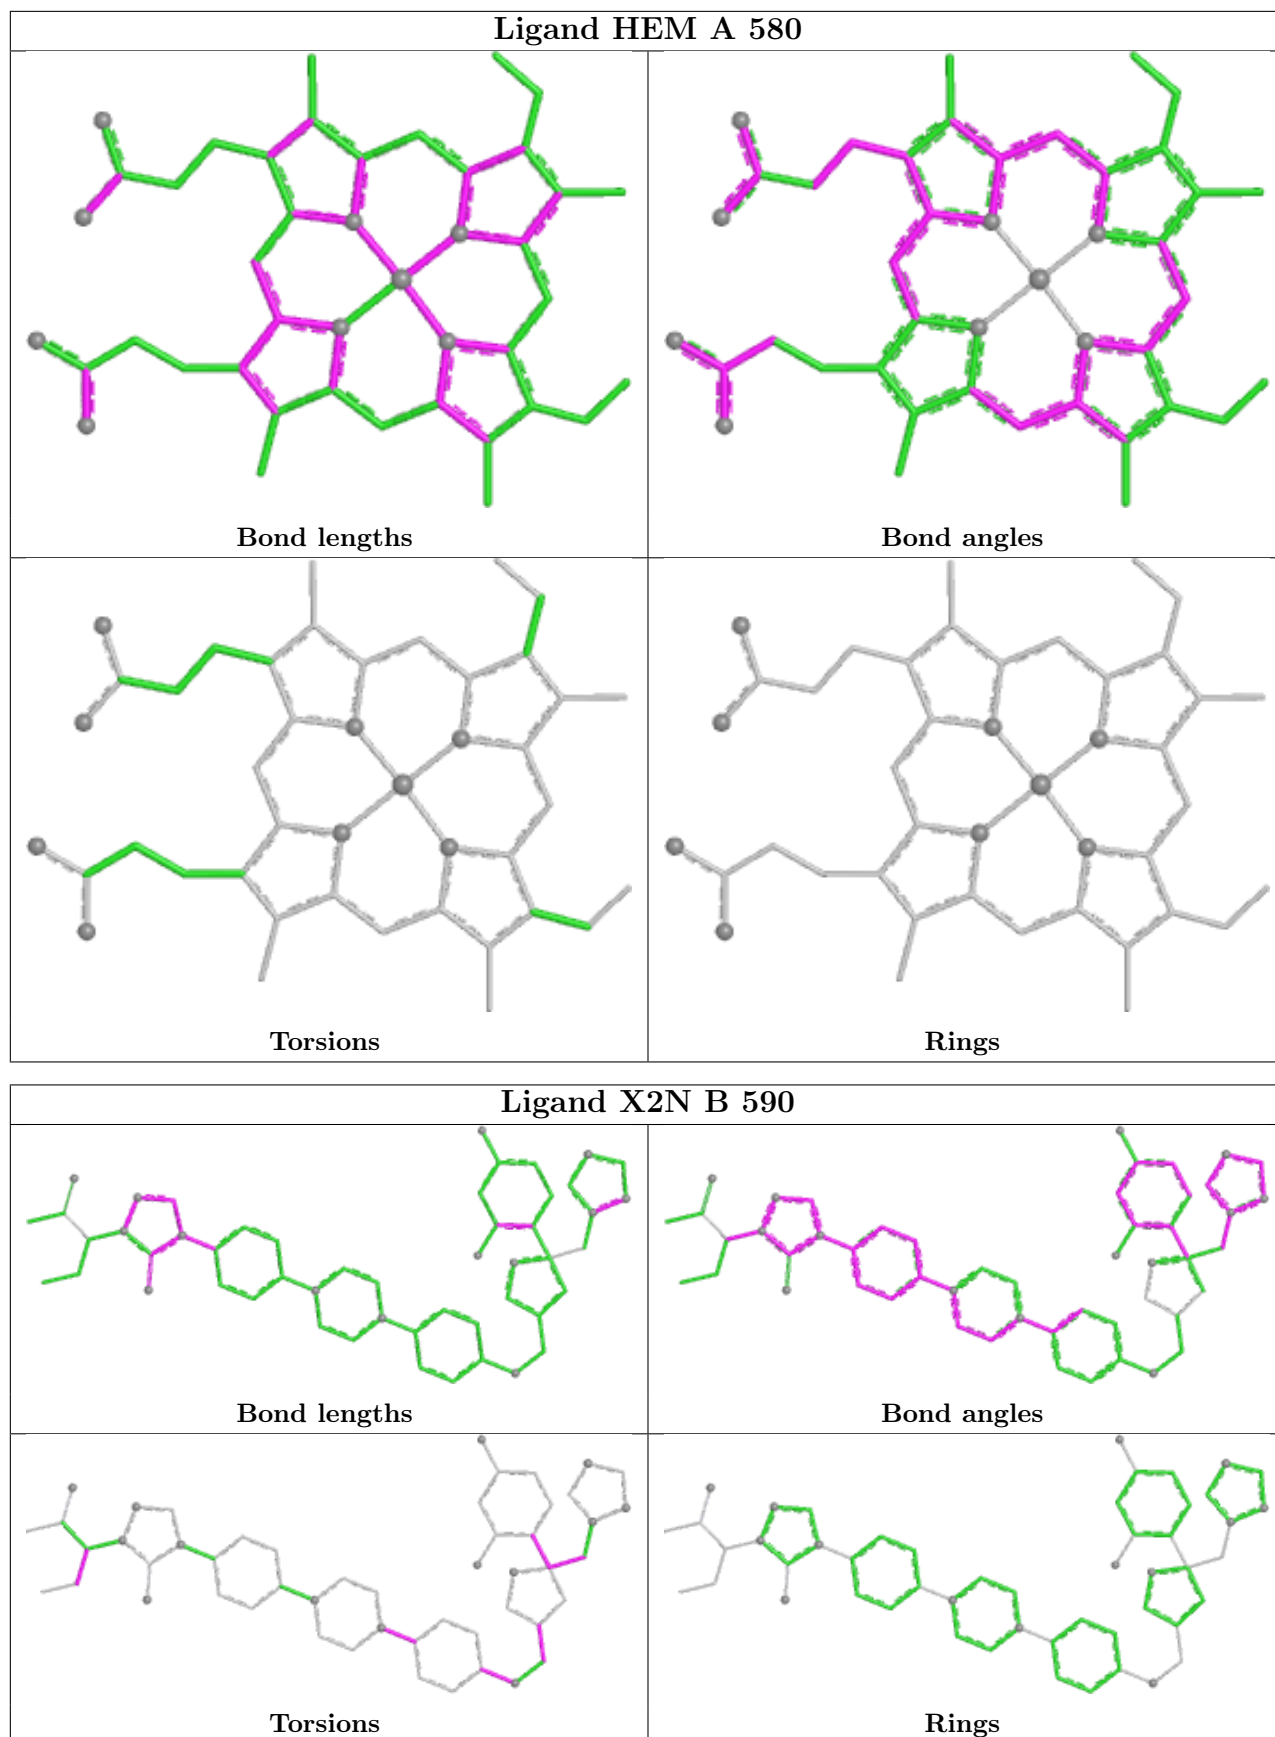 Ligand HEM A 580
Bond lengths
Bond angles
Torsions
Rings
Ligand X2N B 590
Bond lengths
Bond angles
Torsions
Rings